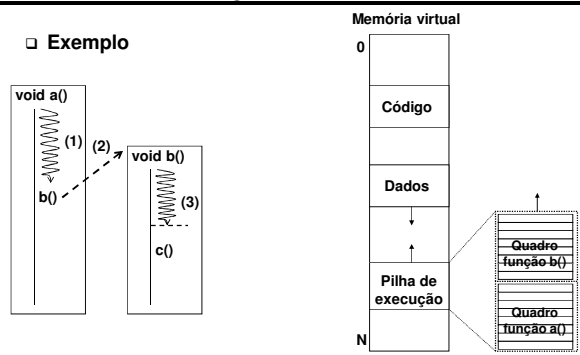 Memória virtual
❑ Exemplo
0
void a()
Código
(1)
(2)
void b()
b()
(3)
Dados
c()
Quadro
função b()
Pilha de
execução
Quadro
função a()
N